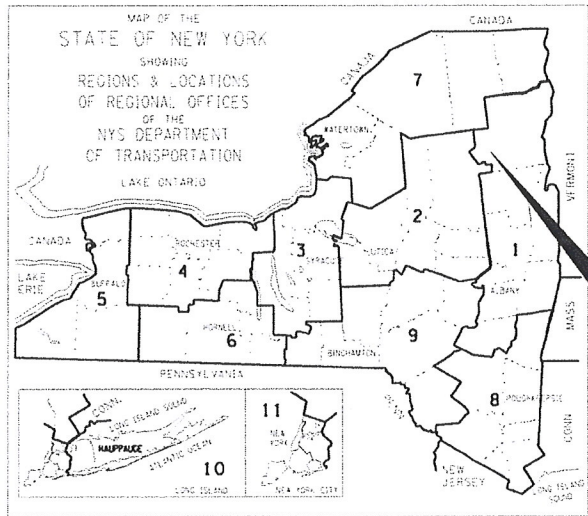 MAP OF THE
STATE OF NEW YORK
SHOWING
REGIONS & LOCATIONS
OF REGIONAL OFFICES
OF THE
NYS DEPARTMENT
OF TRANSPORTATION
LAKE ONTARIO
CANADA
CANADA
7
WATERTOWN
VERMONT
2
UTICA
1
ALBANY
MASS
CANADA
ROCHESTER
4
3
SYRACUSE
LAKE
ERIE
BUFFALO
5
HORNELL
6
BINGHAMTON
9
PENNSYLVANIA
8
POUGHKEEPSIE
CONN
NEW
JERSEY
LONG ISLAND
SOUND
CONN.
LONG ISLAND SOUND
HAUPPAUGE
ATLANTIC OCEAN
10
LONG ISLAND
11
NEW
YORK
NEW YORK CITY